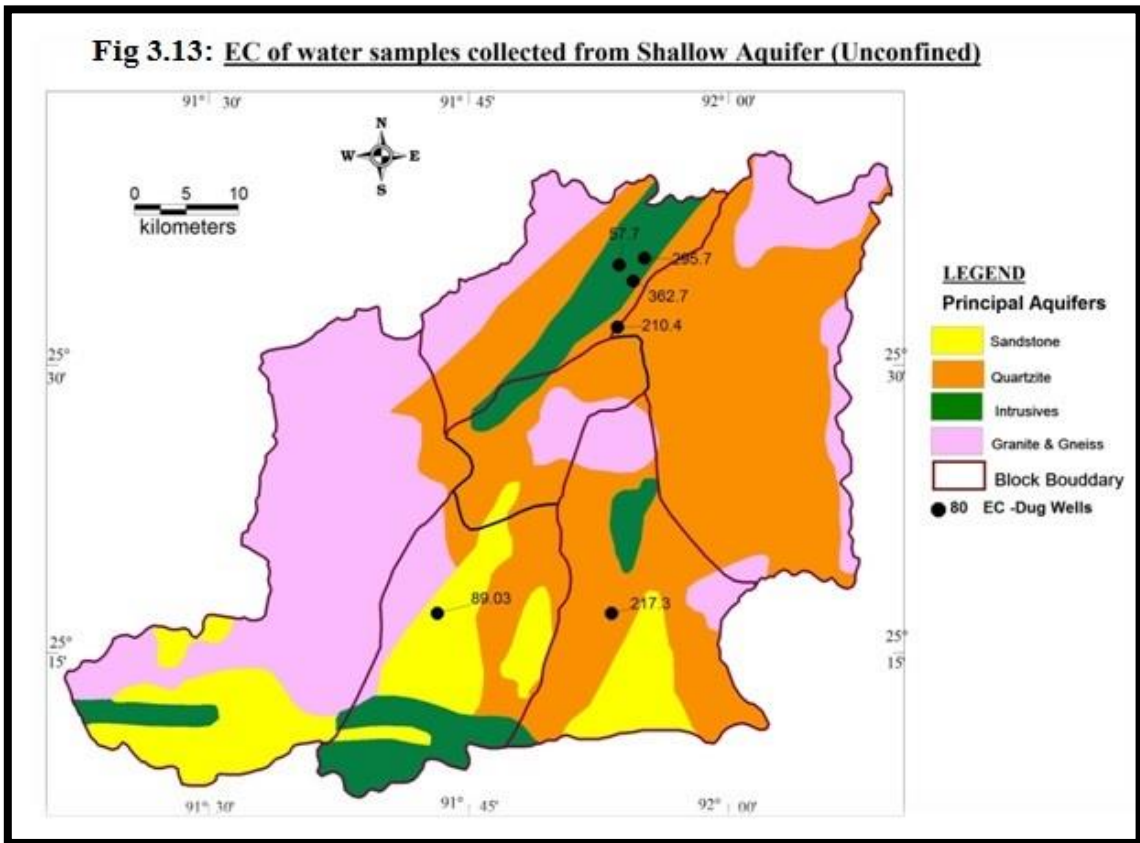 Fig 3.13: EC of water samples collected from Shallow Aquifer (Unconfined)
91° 30' 91° 45' 92° 00'
N
W E
S
0 5 10
kilometers
57.7
295.7
362.7
210.4
25°
30'
25°
30'
89.03
217.3
25°
15'
25°
15'
91° 30' 91° 45' 92° 00'
LEGEND
Principal Aquifers
Sandstone
Quartzite
Intrusives
Granite & Gneiss
Block Bouddary
80 EC -Dug Wells